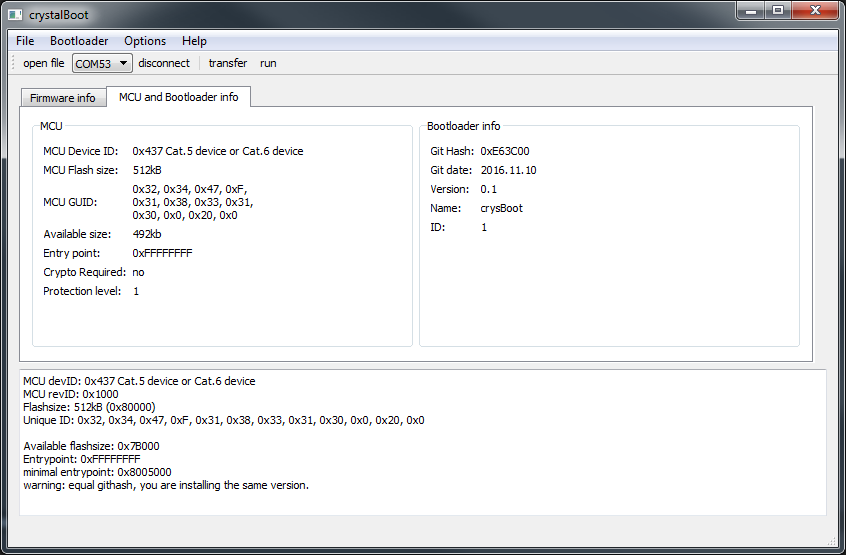 crystalBoot
File Bootloader Options Help
open file COM53 disconnect transfer run
Firmware info MCU and Bootloader info
MCU
MCU Device ID: 0x437 Cat.5 device or Cat.6 device
MCU Flash size: 512kB
MCU GUID: 0x32, 0x34, 0x47, 0xF,
0x31, 0x38, 0x33, 0x31,
0x30, 0x0, 0x20, 0x0
Available size: 492kb
Entry point: 0xFFFFFFFF
Crypto Required: no
Protection level: 1
Bootloader info
Git Hash: 0xE63C00
Git date: 2016.11.10
Version: 0.1
Name: crysBoot
ID: 1
MCU devID: 0x437 Cat.5 device or Cat.6 device
MCU revID: 0x1000
Flashsize: 512kB (0x80000)
Unique ID: 0x32, 0x34, 0x47, 0xF, 0x31, 0x38, 0x33, 0x31, 0x30, 0x0, 0x20, 0x0
Available flashsize: 0x7B000
Entrypoint: 0xFFFFFFFF
minimal entrypoint: 0x8005000
warning: equal githash, you are installing the same version.